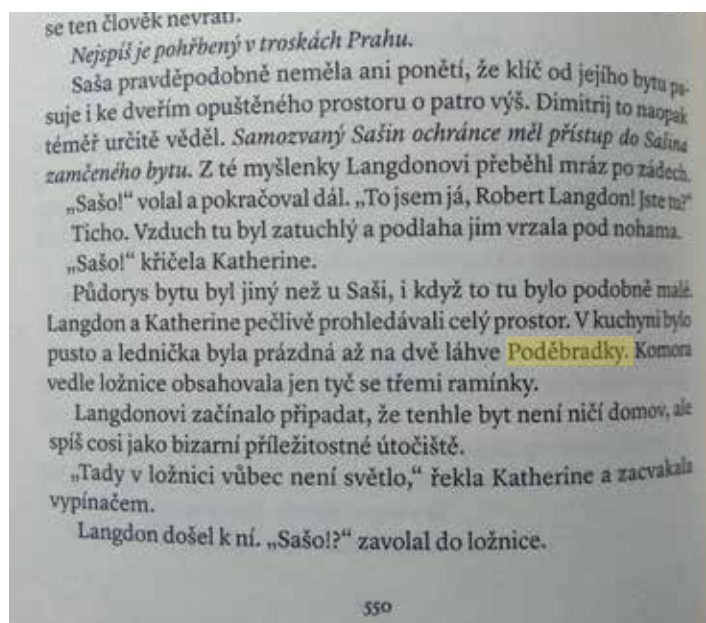 se ten člověk nevrátí.
Nejspíš je pohřbený v troskách Prahu.
Saša pravděpodobně neměla ani ponětí, že klíč od jejího bytu pa-
suje i ke dveřím opuštěného prostoru o patro výš. Dimitrij to naopak
téměř určitě věděl. Samozvaný Sašin ochránce měl přístup do Sašina
zamčeného bytu. Z té myšlenky Langdonovi přeběhl mráz po zádech.
„Sašo!“ volal a pokračoval dál. „To jsem já, Robert Langdon! Jste tu?“
Ticho. Vzduch tu byl zatuchlý a podlaha jim vrzala pod nohama.
„Sašo!“ křičela Katherine.
Půdorys bytu byl jiný než u Saši, i když to tu bylo podobně malé.
Langdon a Katherine pečlivě prohledávali celý prostor. V kuchyni bylo
pusto a lednička byla prázdná až na dvě láhve Poděbradky. Komora
vedle ložnice obsahovala jen tyč se třemi ramínky.
Langdonovi začínalo připadat, že tenhle byt není ničí domov, ale
spíš cosi jako bizarní příležitostné útočiště.
„Tady v ložnici vůbec není světlo,“ řekla Katherine a zacvakala
vypínačem.
Langdon došel k ní. „Sašo!?“ zavolal do ložnice.
550